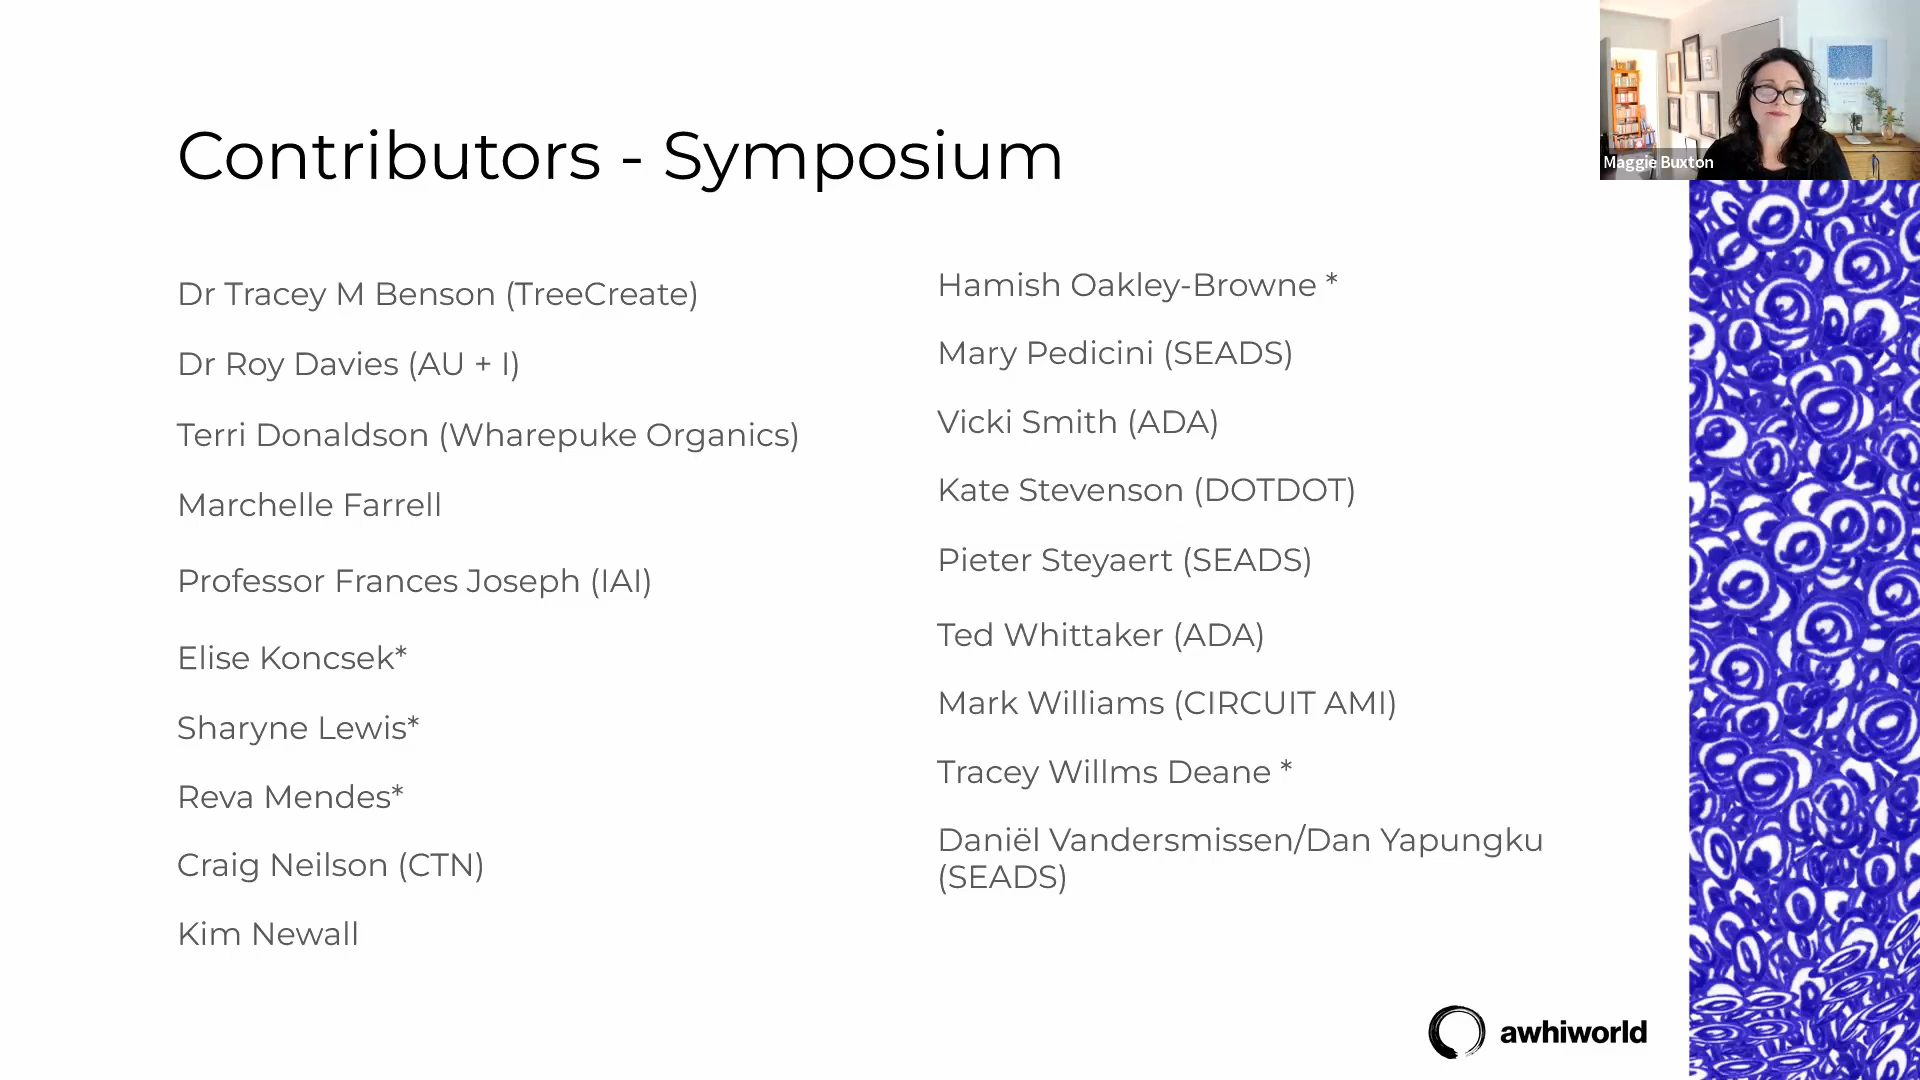 Contributors - Symposium
Dr Tracey M Benson (TreeCreate)
Dr Roy Davies (AU + I)
Terri Donaldson (Wharepuke Organics)
Marchelle Farrell
Professor Frances Joseph (IAI)
Elise Koncsek*
Sharyne Lewis*
Reva Mendes*
Craig Neilson (CTN)
Kim Newall
Hamish Oakley-Browne *
Mary Pedicini (SEADS)
Vicki Smith (ADA)
Kate Stevenson (DOTDOT)
Pieter Steyaert (SEADS)
Ted Whittaker (ADA)
Mark Williams (CIRCUIT AMI)
Tracey Willms Deane *
Daniël Vandersmissen/Dan Yapungku
(SEADS)
Maggie Buxton
awhiworld